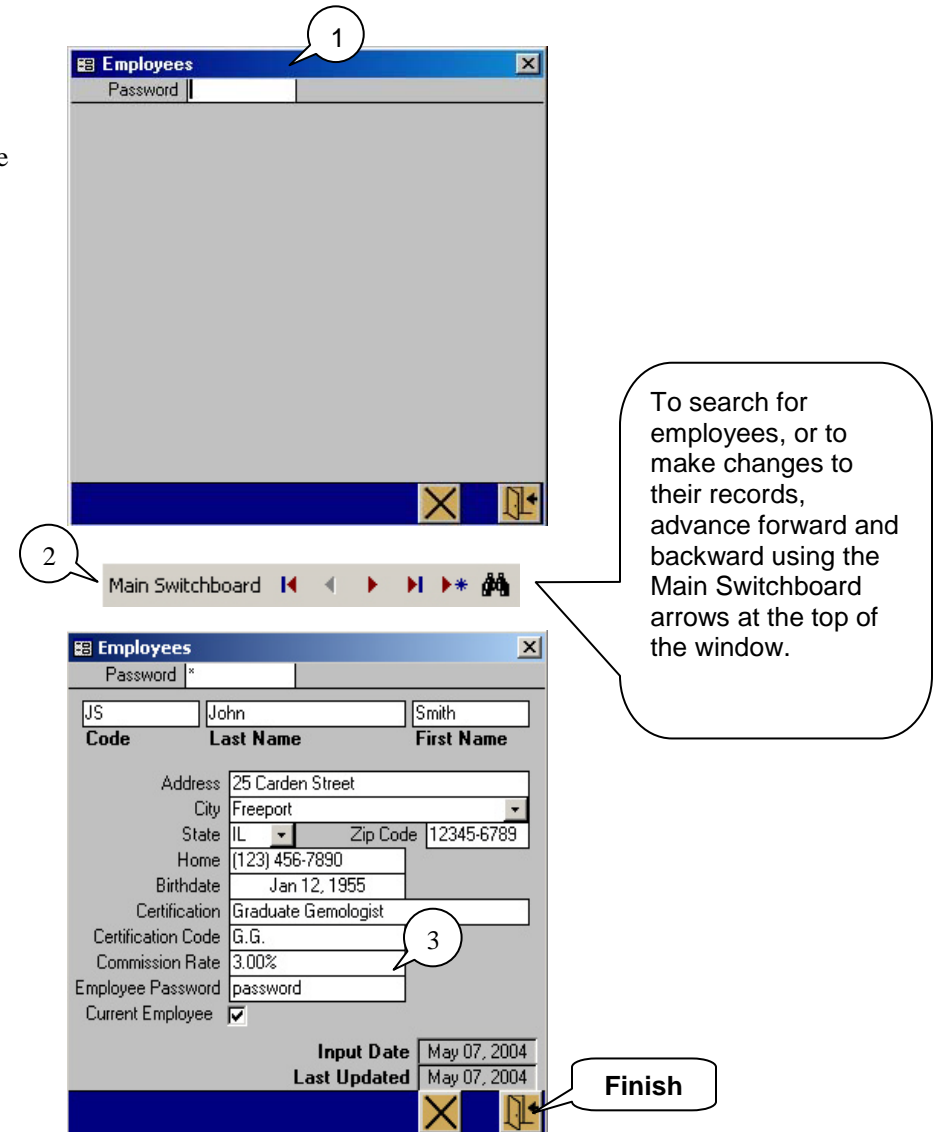 1
Employees
Password
e
To search for
employees, or to
make changes to
their records,
advance forward and
backward using the
Main Switchboard
arrows at the top of
the window.
2
Main Switchboard
Employees
Password *
JS John Smith
Code Last Name First Name
Address 25 Carden Street
City Freeport
State IL Zip Code 12345-6789
Home (123) 456-7890
Birthdate Jan 12, 1955
Certification Graduate Gemologist
Certification Code G.G.
3
Commission Rate 3.00%
Employee Password password
Current Employee
Input Date May 07, 2004
Last Updated May 07, 2004
Finish